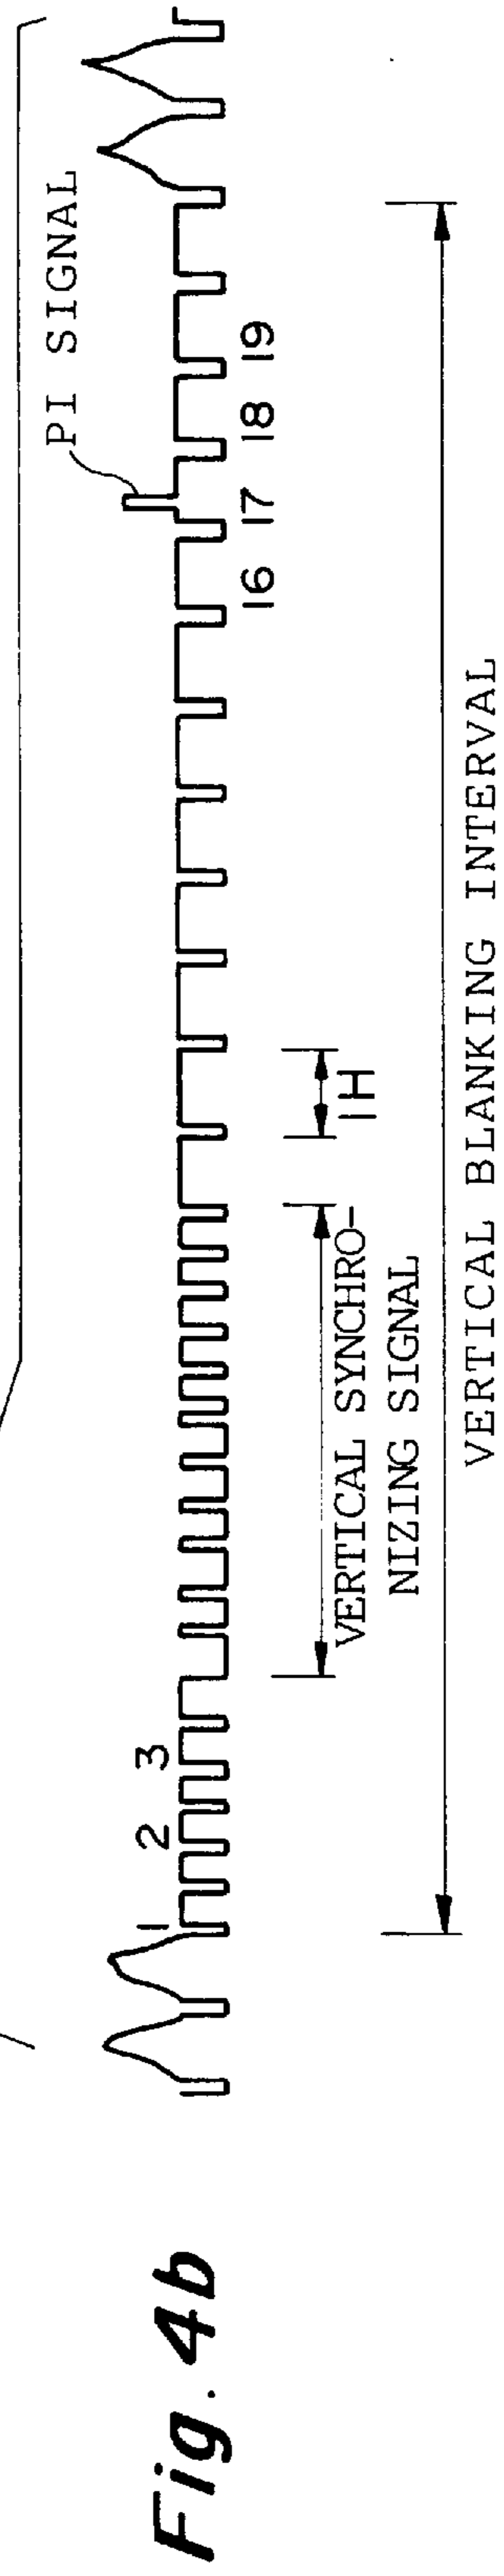 Fig. 4b
1 2 3
PI SIGNAL
16 17 18 19
1H
VERTICAL SYNCHRO-
NIZING SIGNAL
VERTICAL BLANKING INTERVAL